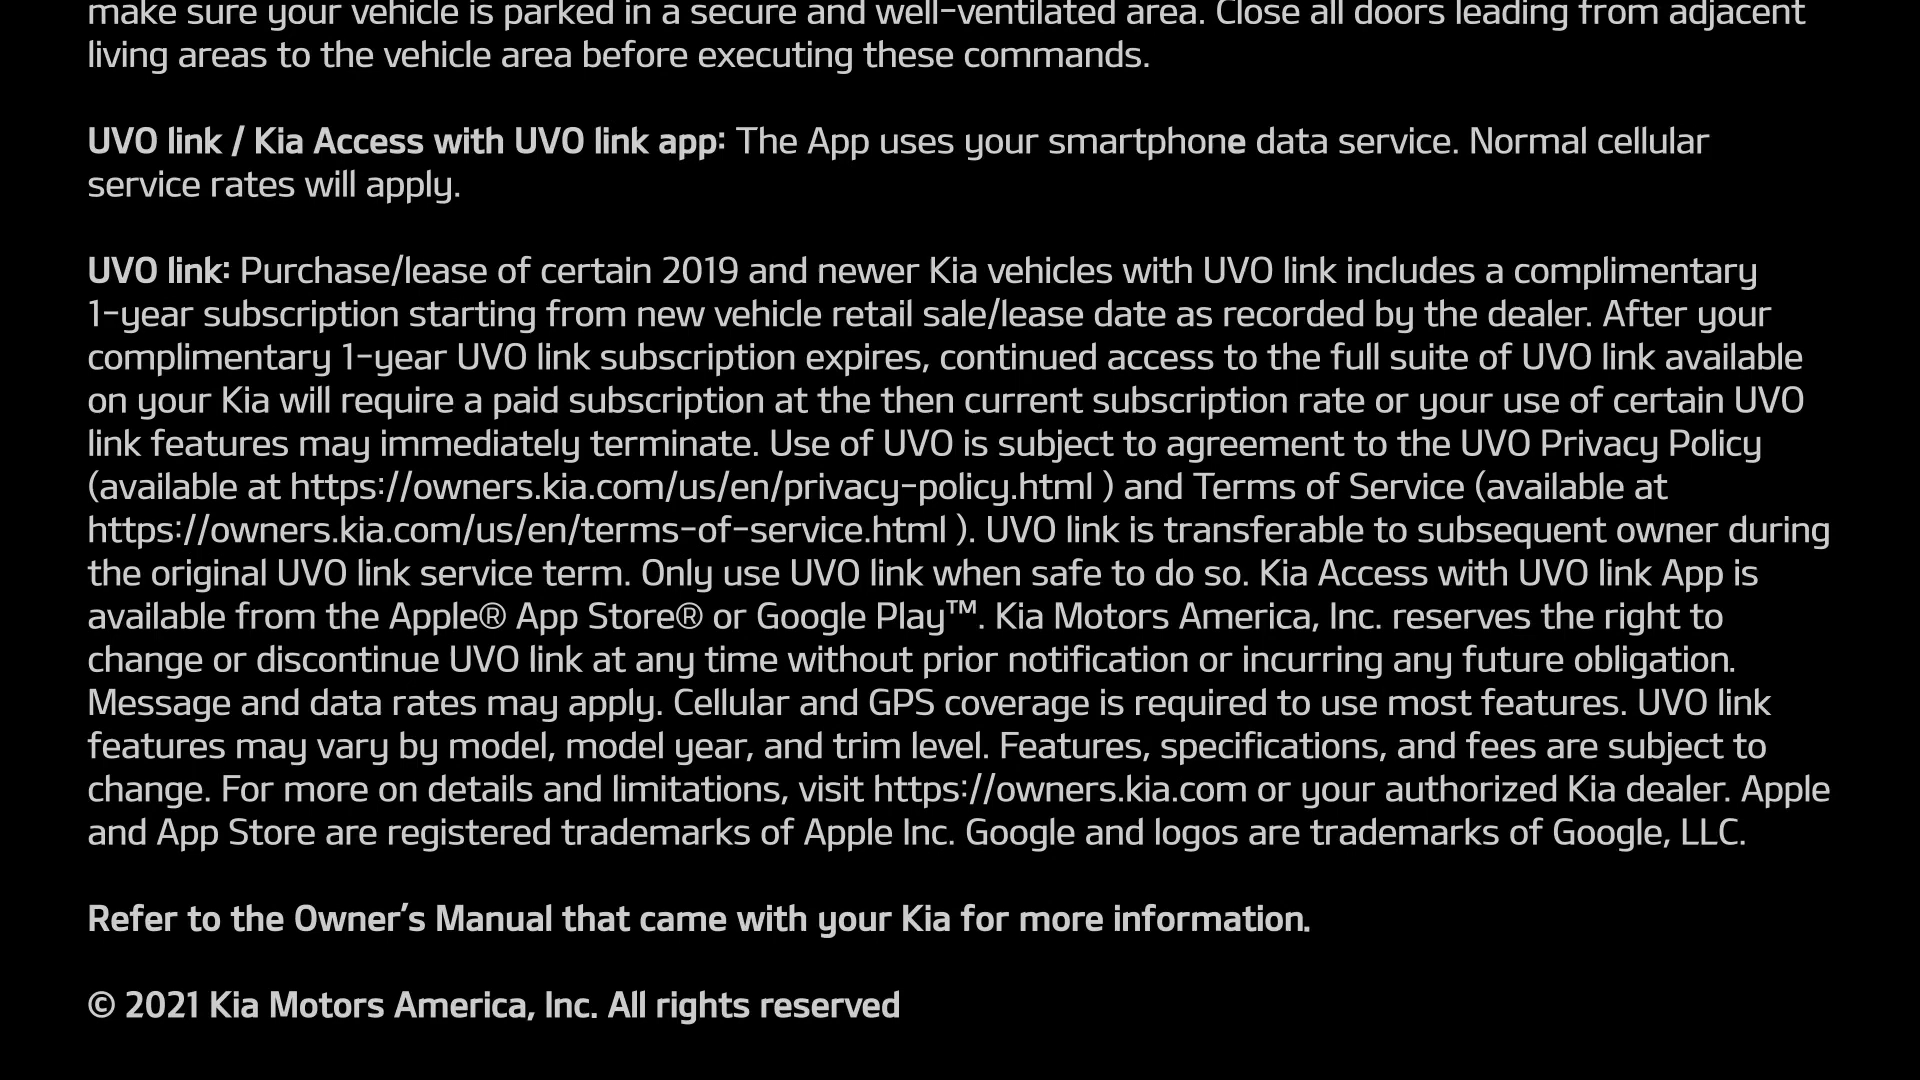 make sure your vehicle is parked in a secure and well-ventilated area. Close all doors leading from adjacent
living areas to the vehicle area before executing these commands.
UVO link / Kia Access with UVO link app: The App uses your smartphone data service. Normal cellular
service rates will apply.
UVO link: Purchase/lease of certain 2019 and newer Kia vehicles with UVO link includes a complimentary
1-year subscription starting from new vehicle retail sale/lease date as recorded by the dealer. After your
complimentary 1-year UVO link subscription expires, continued access to the full suite of UVO link available
on your Kia will require a paid subscription at the then current subscription rate or your use of certain UVO
link features may immediately terminate. Use of UVO is subject to agreement to the UVO Privacy Policy
(available at https://owners.kia.com/us/en/privacy-policy.html ) and Terms of Service (available at
https://owners.kia.com/us/en/terms-of-service.html ). UVO link is transferable to subsequent owner during
the original UVO link service term. Only use UVO link when safe to do so. Kia Access with UVO link App is
available from the Apple® App Store® or Google Play™. Kia Motors America, Inc. reserves the right to
change or discontinue UVO link at any time without prior notification or incurring any future obligation.
Message and data rates may apply. Cellular and GPS coverage is required to use most features. UVO link
features may vary by model, model year, and trim level. Features, specifications, and fees are subject to
change. For more on details and limitations, visit https://owners.kia.com or your authorized Kia dealer. Apple
and App Store are registered trademarks of Apple Inc. Google and logos are trademarks of Google, LLC.
Refer to the Owner’s Manual that came with your Kia for more information.
© 2021 Kia Motors America, Inc. All rights reserved